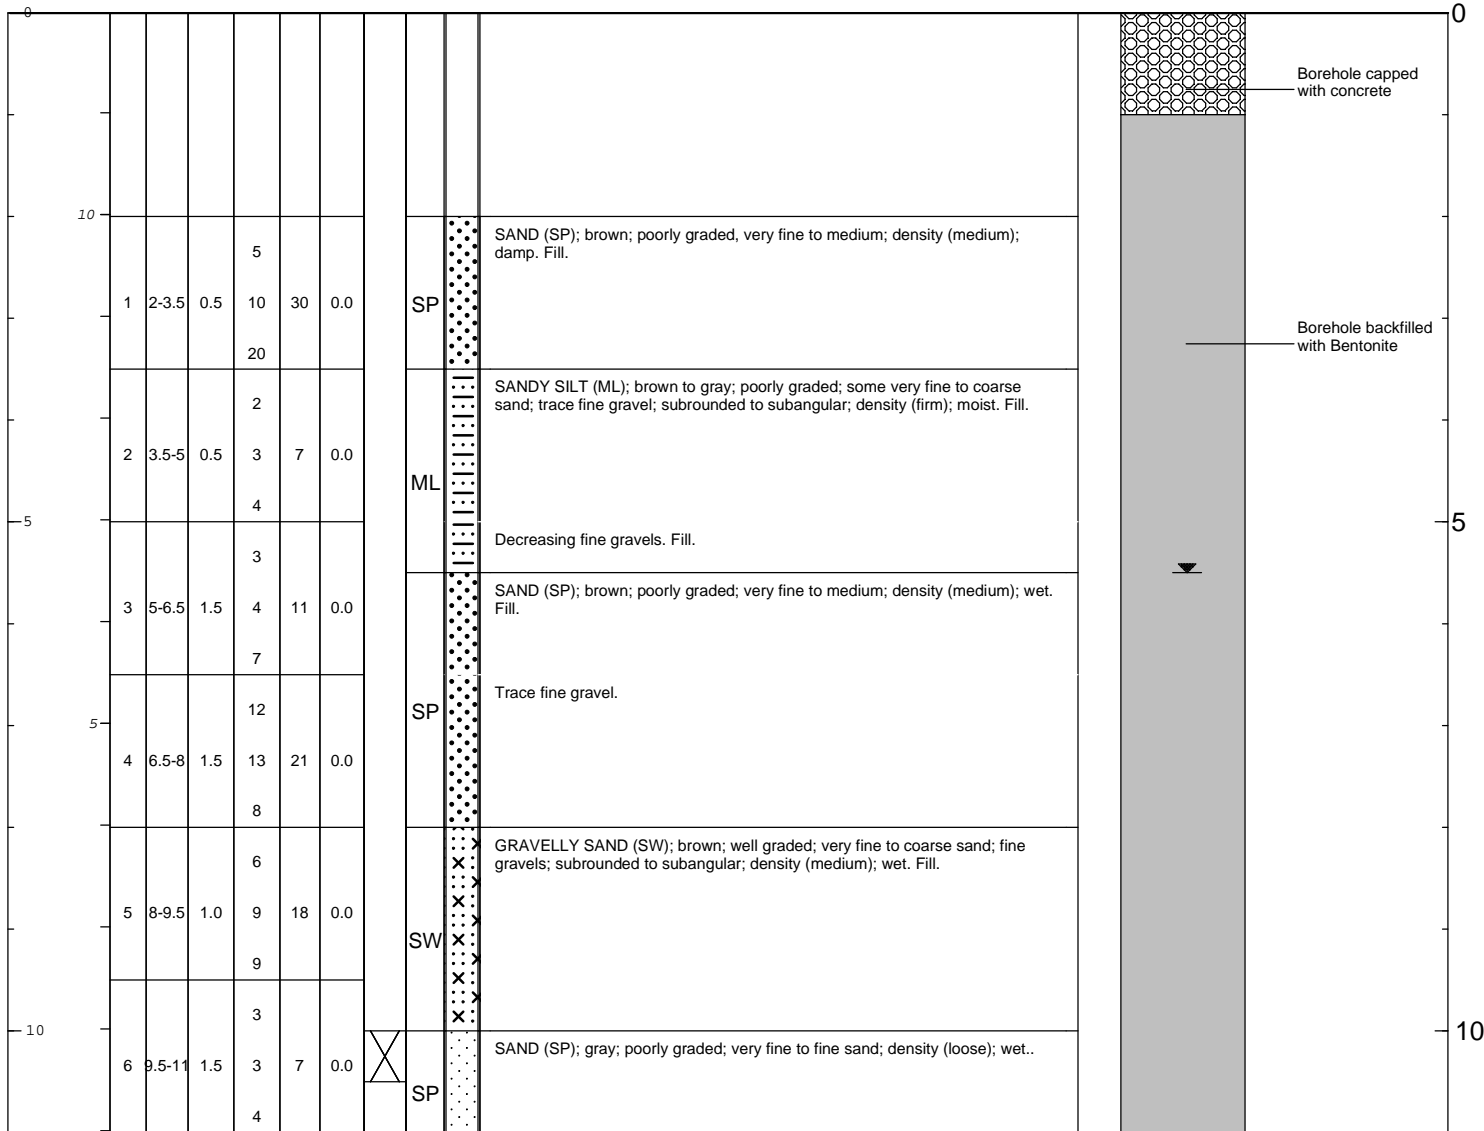 0
0
Borehole capped
with concrete
10
5
SAND (SP); brown; poorly graded, very fine to medium; density (medium);
damp. Fill.
1 2-3.5 0.5 10 30 0.0 SP
20
Borehole backfilled
with Bentonite
2
SANDY SILT (ML); brown to gray; poorly graded; some very fine to coarse
sand; trace fine gravel; subrounded to subangular; density (firm); moist. Fill.
2 3.5-5 0.5 3 7 0.0
ML
4
5
5
3
Decreasing fine gravels. Fill.
SAND (SP); brown; poorly graded; very fine to medium; density (medium); wet.
Fill.
3 5-6.5 1.5 4 11 0.0
7
Trace fine gravel.
12
SP
5
4 6.5-8 1.5 13 21 0.0
8
GRAVELLY SAND (SW); brown; well graded; very fine to coarse sand; fine
gravels; subrounded to subangular; density (medium); wet. Fill.
6
5 8-9.5 1.0 9 18 0.0
SW
9
3
10
10
SAND (SP); gray; poorly graded; very fine to fine sand; density (loose); wet..
6 9.5-11 1.5 3 7 0.0
SP
4